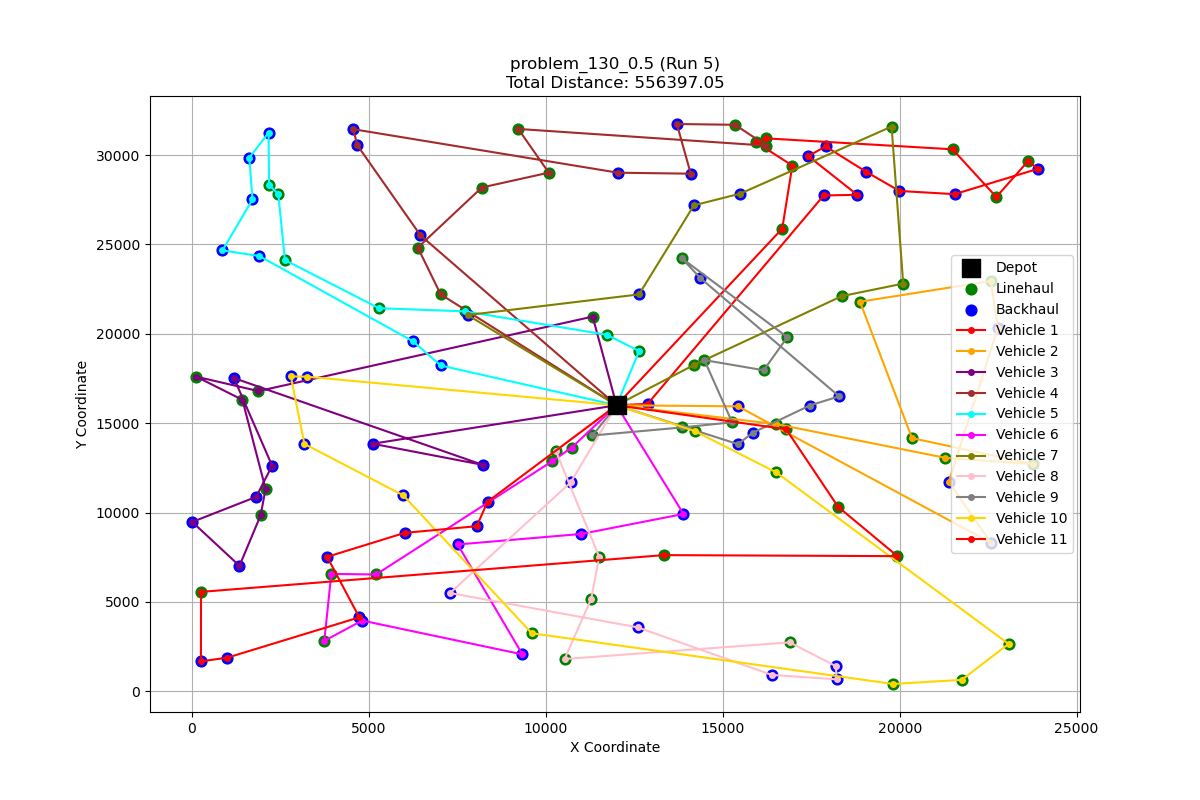 problem_130_0.5 (Run 5)
Total Distance: 556397.05
Y Coordinate
30000
25000
20000
15000
10000
5000
0
0
5000
10000
15000
20000
25000
X Coordinate
Depot
Linehaul
Backhaul
Vehicle 1
Vehicle 2
Vehicle 3
Vehicle 4
Vehicle 5
Vehicle 6
Vehicle 7
Vehicle 8
Vehicle 9
Vehicle 10
Vehicle 11